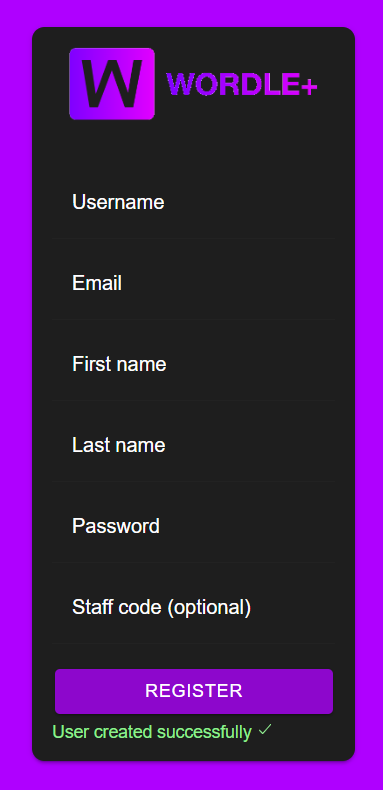 W WORDLE+
Username
Email
First name
Last name
Password
Staff code (optional)
REGISTER
User created successfully ✓